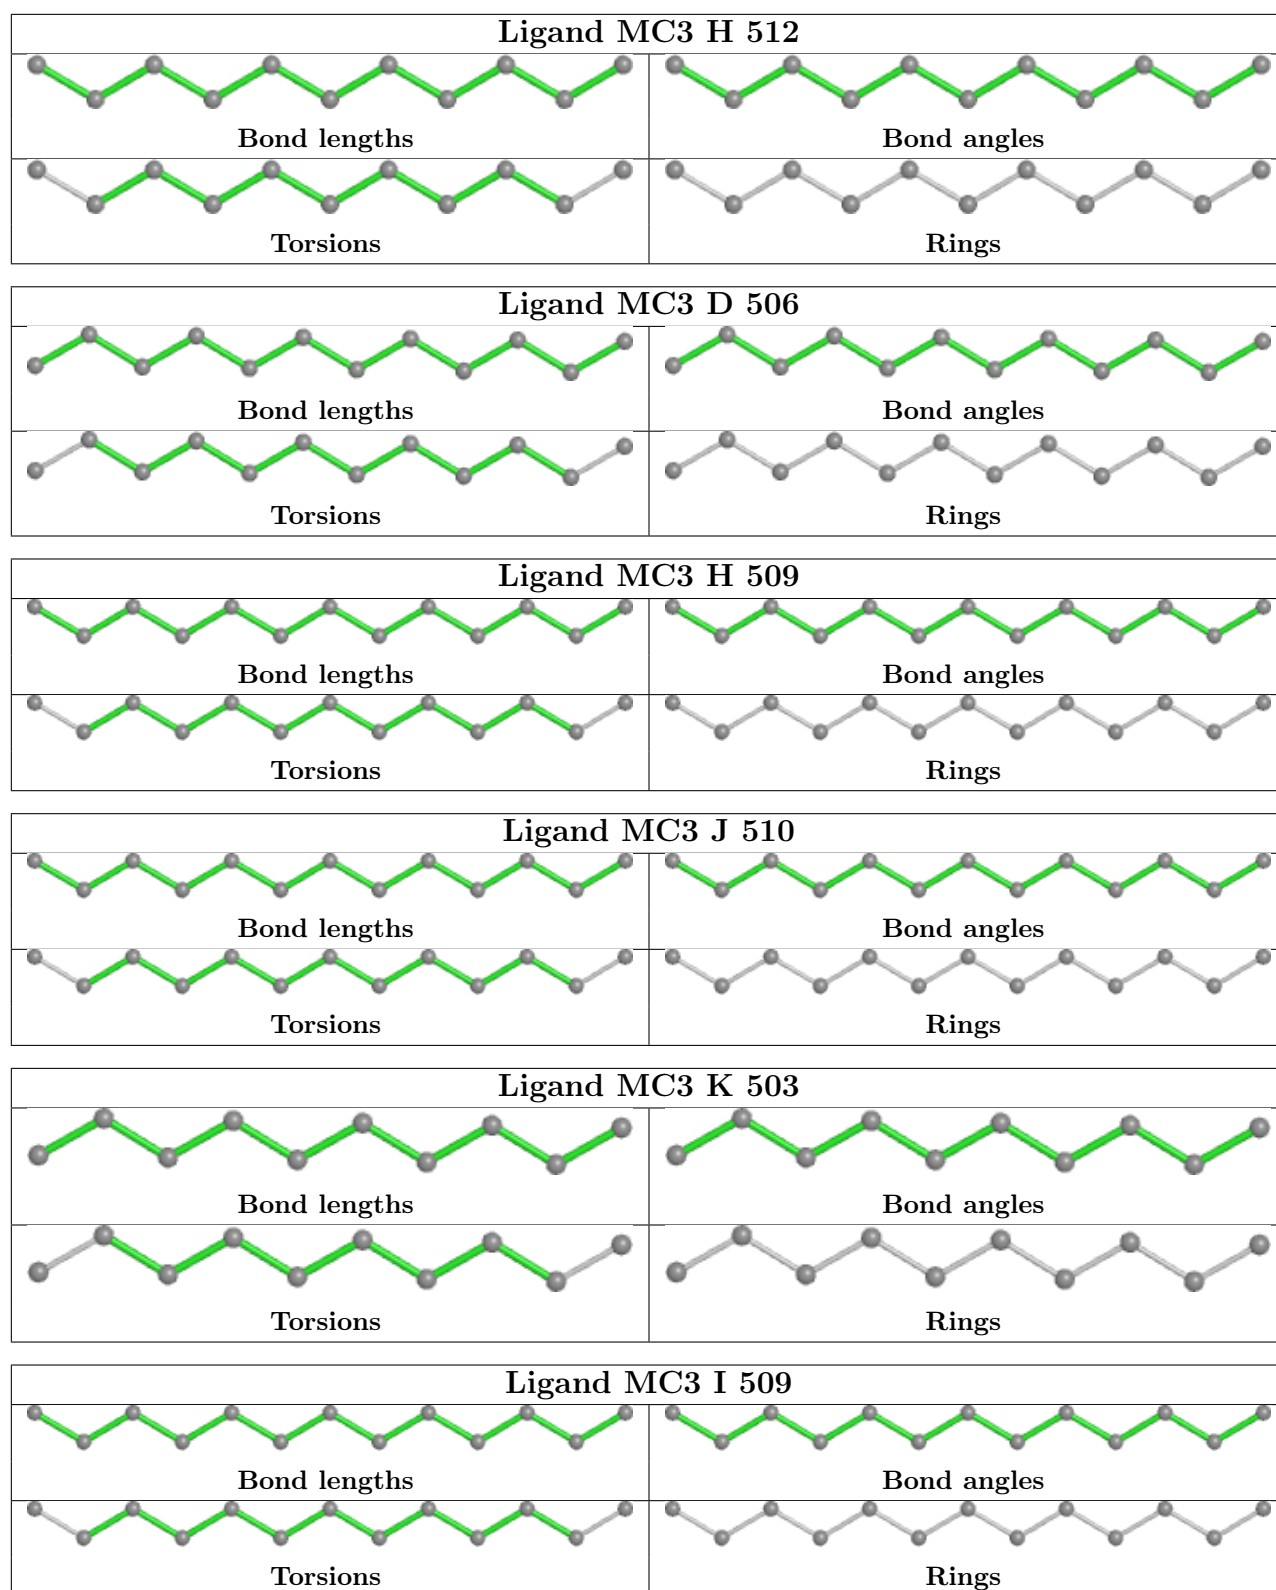 Ligand MC3 H 512
Bond lengths
Bond angles
Torsions
Rings
Ligand MC3 D 506
Bond lengths
Bond angles
Torsions
Rings
Ligand MC3 H 509
Bond lengths
Bond angles
Torsions
Rings
Ligand MC3 J 510
Bond lengths
Bond angles
Torsions
Rings
Ligand MC3 K 503
Bond lengths
Bond angles
Torsions
Rings
Ligand MC3 I 509
Bond lengths
Bond angles
Torsions
Rings